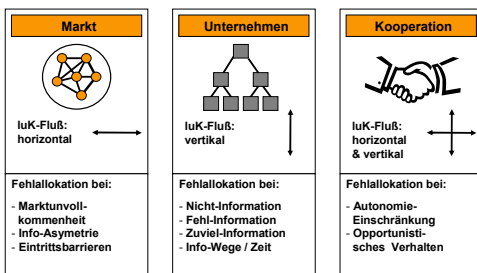 Markt
IuK-Fluß:
horizontal
Fehlallokation bei:
- Marktunvoll-
kommenheit
- Info-Asymetrie
- Eintrittsbarrieren
Unternehmen
IuK-Fluß:
vertikal
Fehlallokation bei:
- Nicht-Information
- Fehl-Information
- Zuviel-Information
- Info-Wege / Zeit
Kooperation
IuK-Fluß:
horizontal
& vertikal
Fehlallokation bei:
- Autonomie-
Einschränkung
- Opportunisti-
sches Verhalten